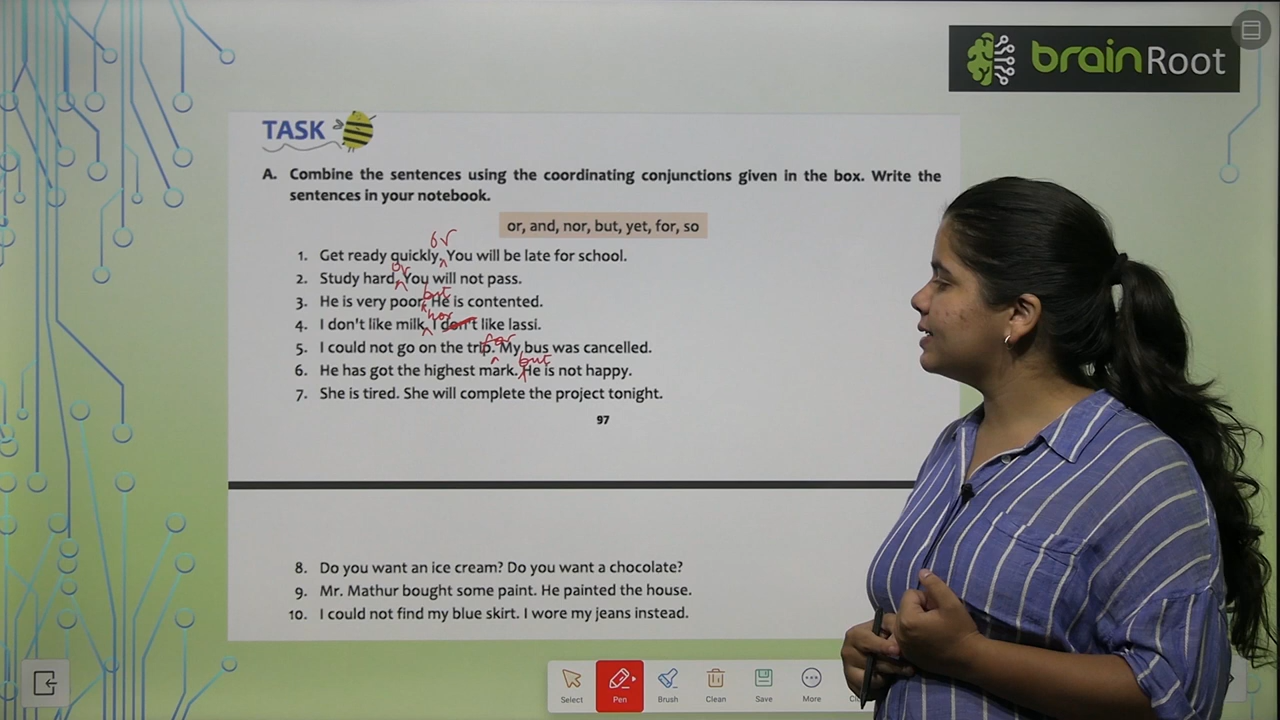 brainRoot
TASK
A. Combine the sentences using the coordinating conjunctions given in the box. Write the
sentences in your notebook.
or, and, nor, but, yet, for, so
or
1. Get ready quickly. You will be late for school.
or
2. Study hard. You will not pass.
but
3. He is very poor. He is contented.
nor
4. I don't like milk. I don't like lassi.
for
5. I could not go on the trip. My bus was cancelled.
but
6. He has got the highest mark. He is not happy.
7. She is tired. She will complete the project tonight.
97
8. Do you want an ice cream? Do you want a chocolate?
9. Mr. Mathur bought some paint. He painted the house.
10. I could not find my blue skirt. I wore my jeans instead.
Select Pen Brush Clean Save More